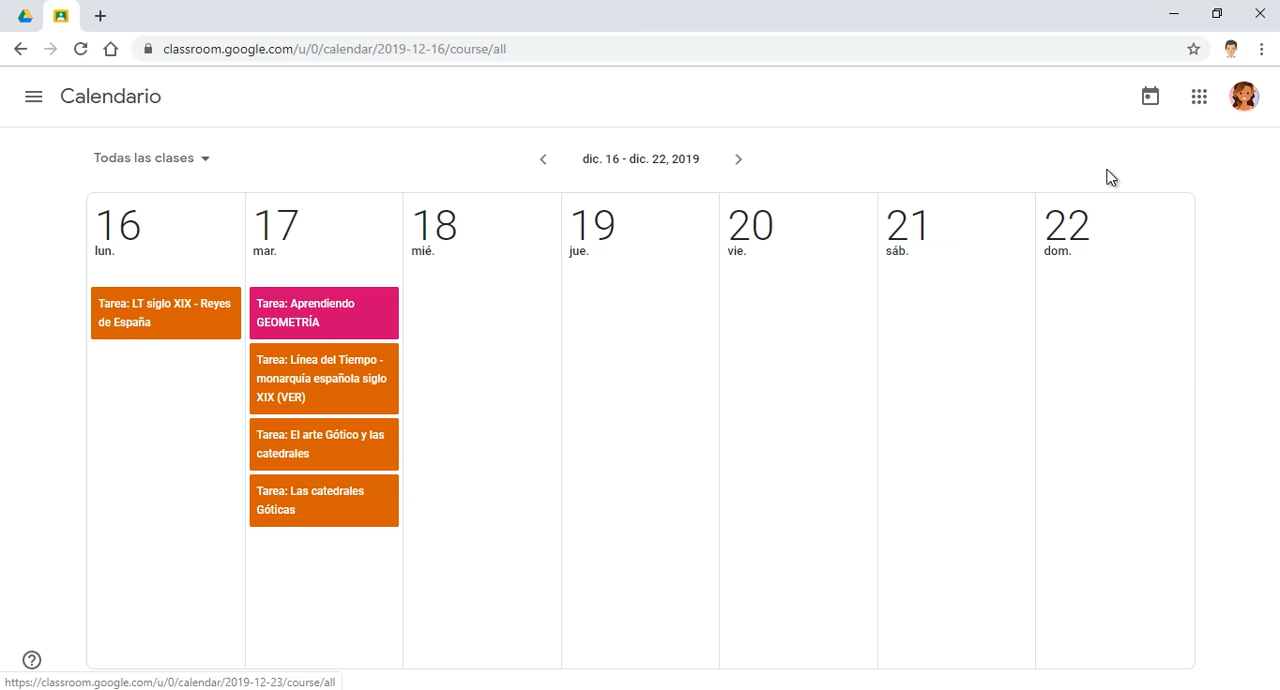 classroom.google.com/u/0/calendar/2019-12-16/course/all
Calendario
Todas las clases
dic. 16 - dic. 22, 2019
16
lun.
17
mar.
18
mié.
19
jue.
20
vie.
21
sáb.
22
dom.
Tarea: LT siglo XIX - Reyes
de España
Tarea: Aprendiendo
GEOMETRÍA
Tarea: Línea del Tiempo -
monarquía española siglo
XIX (VER)
Tarea: El arte Gótico y las
catedrales
Tarea: Las catedrales
Góticas
https://classroom.google.com/u/0/calendar/2019-12-23/course/all